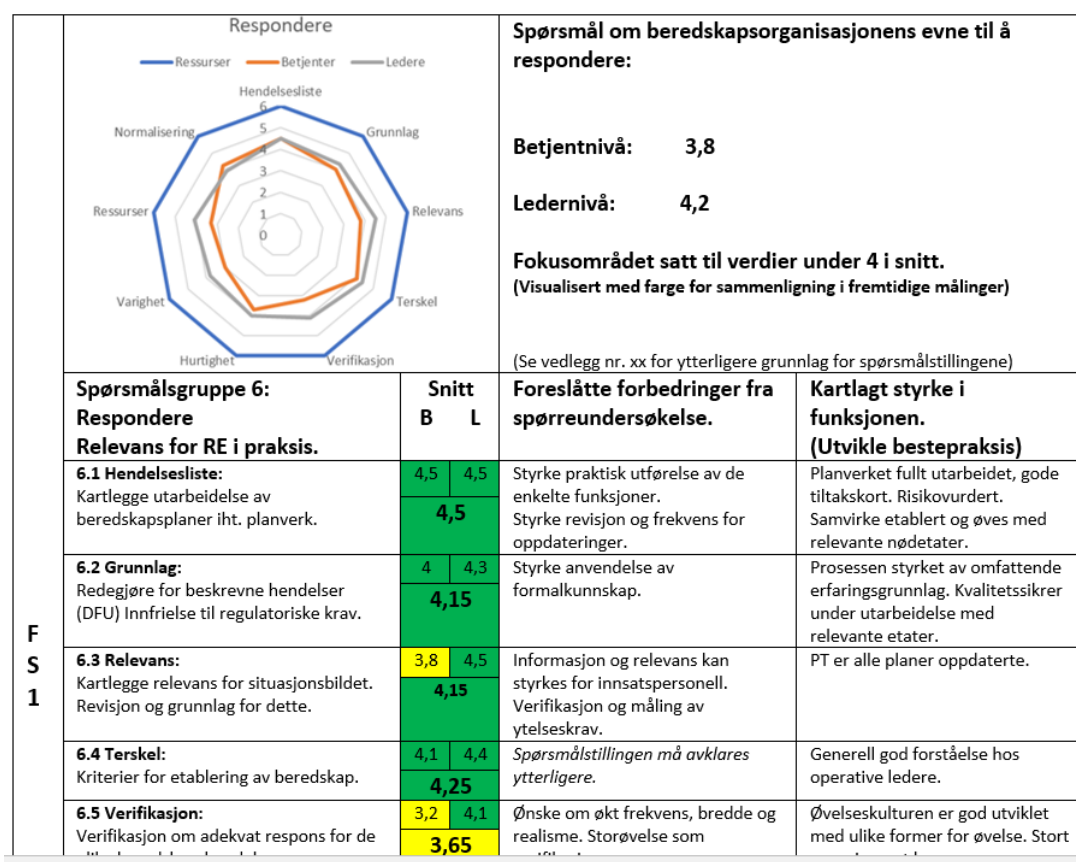 Respondere
Ressurser Betjenter Ledere
Hendelsesliste
Grunnlag
Relevans
Terskel
Verifikasjon
Hurtighet
Varighet
Ressurser
Normalisering
6
5
4
3
2
1
0
Spørsmål om beredskapsorganisasjonens evne til å
respondere:
Betjentnivå: 3,8
Ledernivå: 4,2
Fokusområdet satt til verdier under 4 i snitt.
(Visualisert med farge for sammenligning i fremtidige målinger)
(Se vedlegg nr. xx for ytterligere grunnlag for spørsmålstillingene)
Spørsmålsgruppe 6:
Respondere
Relevans for RE i praksis.
Snitt
B L
Foreslåtte forbedringer fra
spørreundersøkelse.
Kartlagt styrke i
funksjonen.
(Utvikle bestepraksis)
F
S
1
6.1 Hendelsesliste:
Kartlegge utarbeidelse av
beredskapsplaner iht. planverk.
4,5 4,5
4,5
Styrke praktisk utførelse av de
enkelte funksjoner.
Styrke revisjon og frekvens for
oppdateringer.
Planverket fullt utarbeidet, gode
tiltakskort. Risikovurdert.
Samvirke etablert og øves med
relevante nødetater.
6.2 Grunnlag:
Redegjøre for beskrevne hendelser
(DFU) Innfrielse til regulatoriske krav.
4 4,3
4,15
Styrke anvendelse av
formalkunnskap.
Prosessen styrket av omfattende
erfaringsgrunnlag. Kvalitetssikrer
under utarbeidelse med
relevante etater.
6.3 Relevans:
Kartlegge relevans for situasjonsbildet.
Revisjon og grunnlag for dette.
3,8 4,5
4,15
Informasjon og relevans kan
styrkes for innsatspersonell.
Verifikasjon og måling av
ytelseskrav.
PT er alle planer oppdaterte.
6.4 Terskel:
Kriterier for etablering av beredskap.
4,1 4,4
4,25
Spørsmålstillingen må avklares
ytterligere.
Generell god forståelse hos
operative ledere.
6.5 Verifikasjon:
Verifikasjon om adekvat respons for de
3,2 4,1
3,65
Ønske om økt frekvens, bredde og
realisme. Storøvelse som
Øvelseskulturen er god utviklet
med ulike former for øvelse. Stort